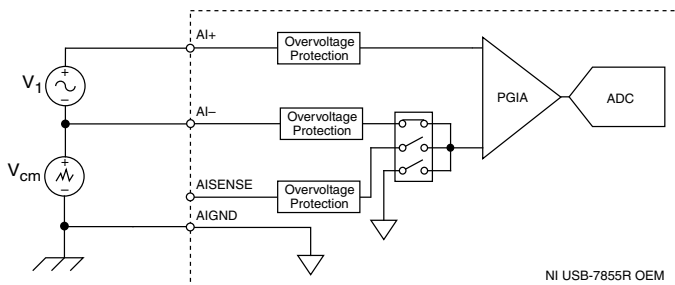 AI+
Overvoltage
Protection
V1
+
−
PGIA
ADC
AI–
Overvoltage
Protection
Vcm
+
−
AISENSE
Overvoltage
Protection
AIGND
NI USB-7855R OEM